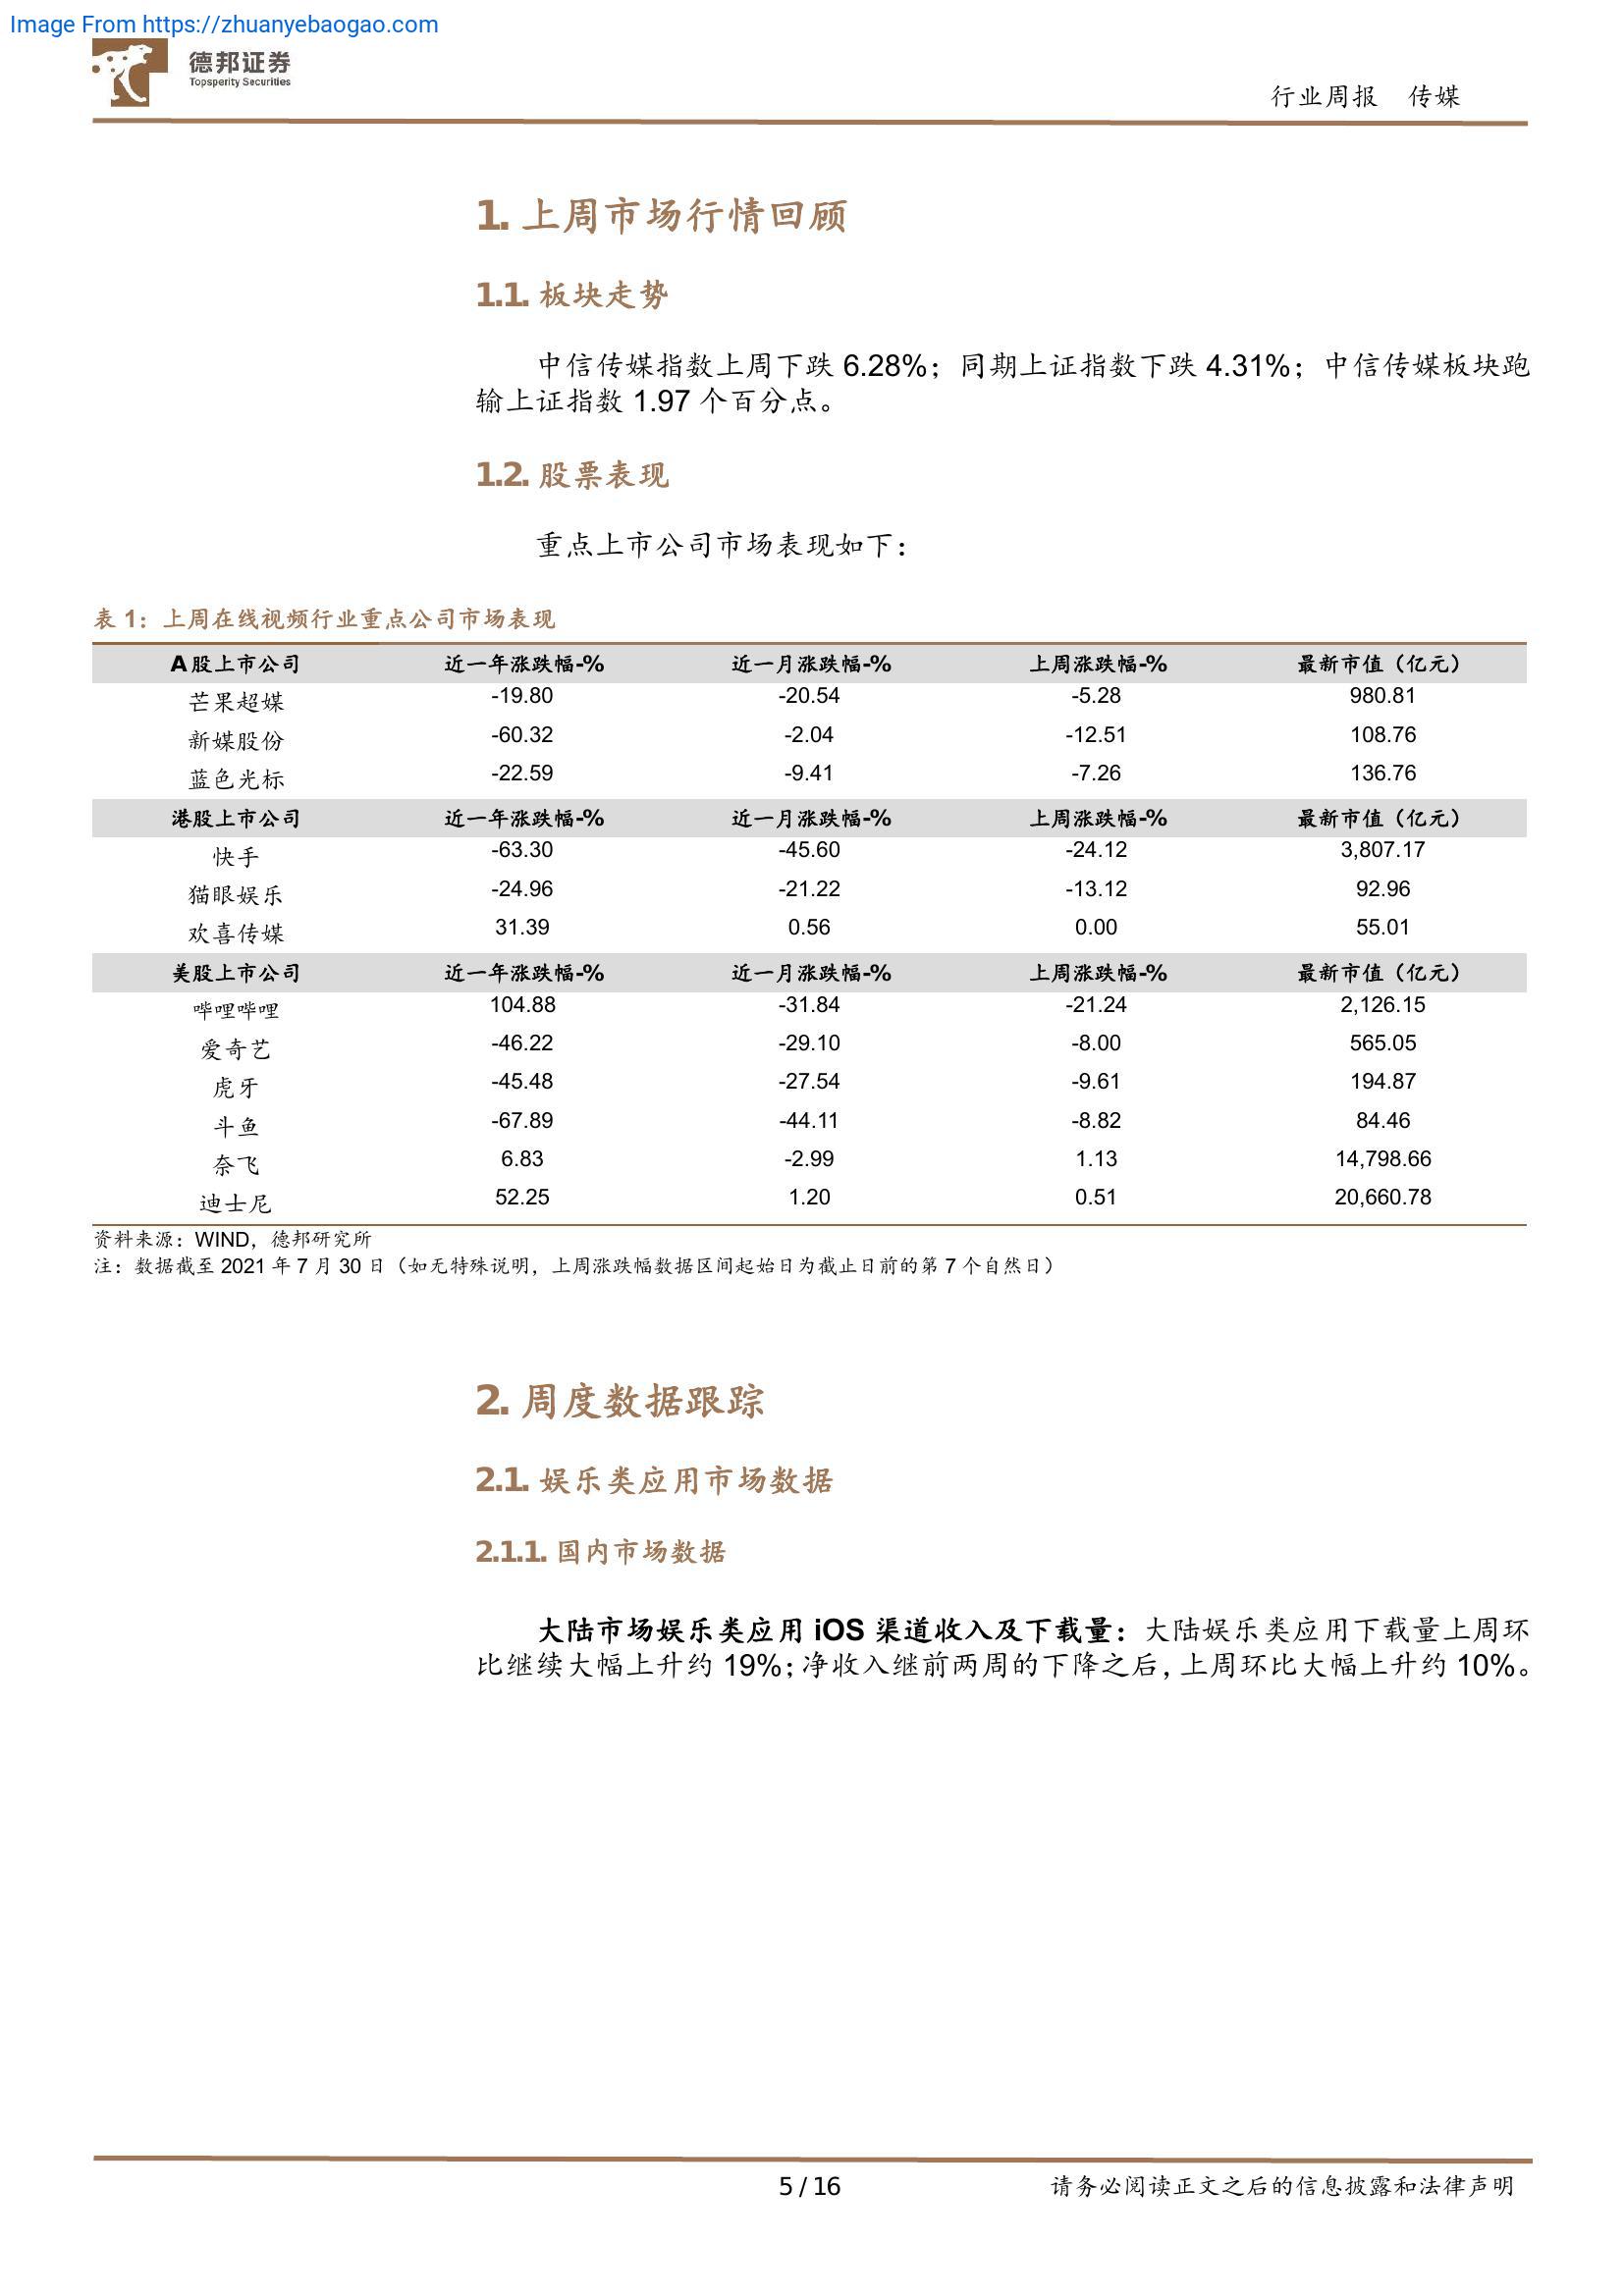 Image From https://zhuanyebaogao.com
德邦证券
Topsperity Securities
行业周报 传媒
1. 上周市场行情回顾
1.1. 板块走势
中信传媒指数上周下跌 6.28%；同期上证指数下跌 4.31%；中信传媒板块跑
输上证指数 1.97 个百分点。
1.2. 股票表现
重点上市公司市场表现如下：
表 1：上周在线视频行业重点公司市场表现
A 股上市公司 近一年涨跌幅-% 近一月涨跌幅-% 上周涨跌幅-% 最新市值（亿元）
芒果超媒 -19.80 -20.54 -5.28 980.81
新媒股份 -60.32 -2.04 -12.51 108.76
蓝色光标 -22.59 -9.41 -7.26 136.76
港股上市公司 近一年涨跌幅-% 近一月涨跌幅-% 上周涨跌幅-% 最新市值（亿元）
快手 -63.30 -45.60 -24.12 3,807.17
猫眼娱乐 -24.96 -21.22 -13.12 92.96
欢喜传媒 31.39 0.56 0.00 55.01
美股上市公司 近一年涨跌幅-% 近一月涨跌幅-% 上周涨跌幅-% 最新市值（亿元）
哔哩哔哩 104.88 -31.84 -21.24 2,126.15
爱奇艺 -46.22 -29.10 -8.00 565.05
虎牙 -45.48 -27.54 -9.61 194.87
斗鱼 -67.89 -44.11 -8.82 84.46
奈飞 6.83 -2.99 1.13 14,798.66
迪士尼 52.25 1.20 0.51 20,660.78
资料来源：WIND，德邦研究所
注：数据截至 2021 年 7 月 30 日（如无特殊说明，上周涨跌幅数据区间起始日为截止日前的第 7 个自然日）
2. 周度数据跟踪
2.1. 娱乐类应用市场数据
2.1.1. 国内市场数据
大陆市场娱乐类应用 iOS 渠道收入及下载量：大陆娱乐类应用下载量上周环
比继续大幅上升约 19%；净收入继前两周的下降之后，上周环比大幅上升约 10%。
5 / 16
请务必阅读正文之后的信息披露和法律声明